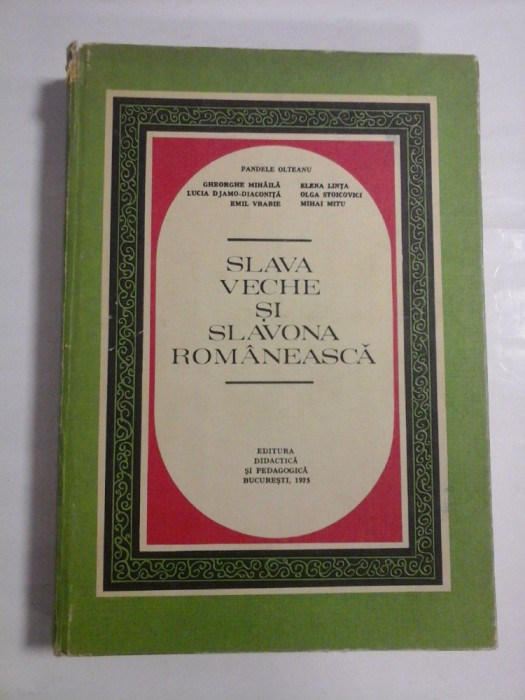 PANDELE OLTEANU
GHEORGHE MIHĂILĂ ELENA LINȚA
LUCIA DJAMO-DIACONIȚĂ OLGA STOICOVICI
EMIL VRABIE MIHAI MITU
SLAVA
VECHE
ȘI
SLAVONA
ROMÂNEASCĂ
EDITURA
DIDACTICĂ
ȘI PEDAGOGICĂ
BUCUREȘTI, 1975